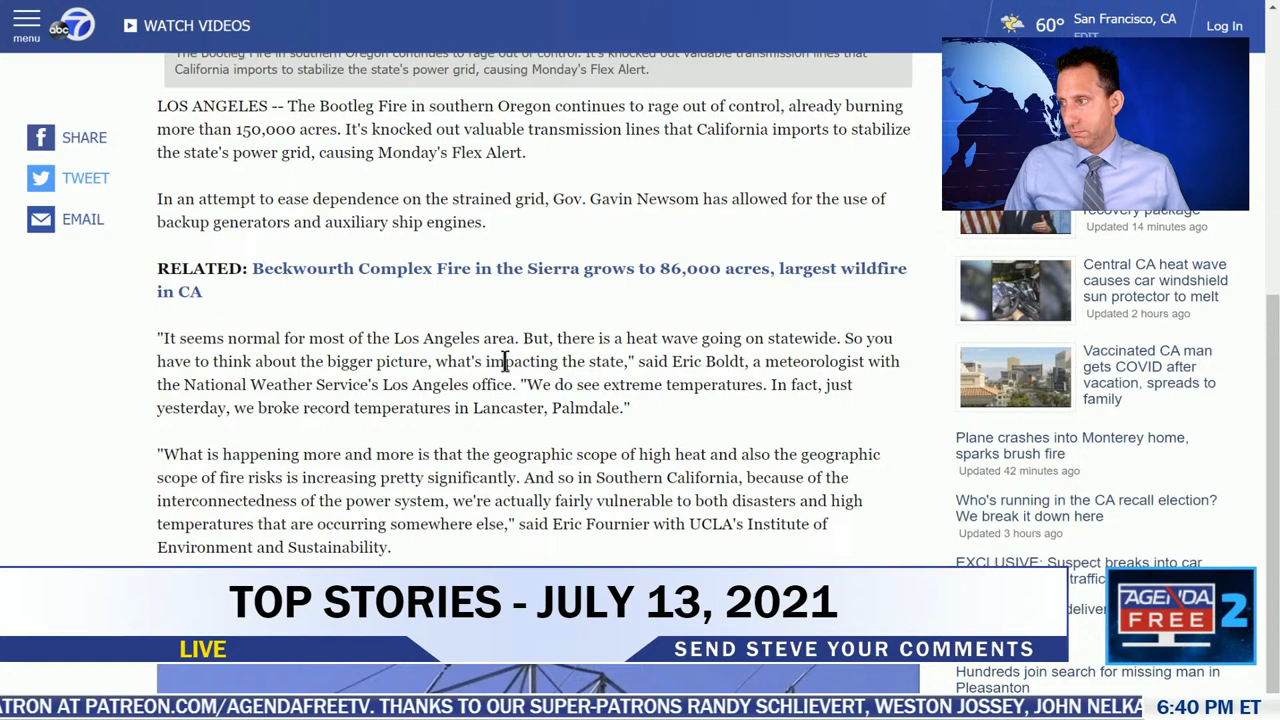 menu
abc 7
WATCH VIDEOS
60°
San Francisco, CA
EDIT
Log In
The Bootleg Fire in southern Oregon continues to rage out of control. It's knocked out valuable transmission lines that
California imports to stabilize the state's power grid, causing Monday's Flex Alert.
LOS ANGELES -- The Bootleg Fire in southern Oregon continues to rage out of control, already burning
more than 150,000 acres. It's knocked out valuable transmission lines that California imports to stabilize
the state's power grid, causing Monday's Flex Alert.
In an attempt to ease dependence on the strained grid, Gov. Gavin Newsom has allowed for the use of
backup generators and auxiliary ship engines.
RELATED: Beckwourth Complex Fire in the Sierra grows to 86,000 acres, largest wildfire
in CA
"It seems normal for most of the Los Angeles area. But, there is a heat wave going on statewide. So you
have to think about the bigger picture, what's impacting the state," said Eric Boldt, a meteorologist with
the National Weather Service's Los Angeles office. "We do see extreme temperatures. In fact, just
yesterday, we broke record temperatures in Lancaster, Palmdale."
"What is happening more and more is that the geographic scope of high heat and also the geographic
scope of fire risks is increasing pretty significantly. And so in Southern California, because of the
interconnectedness of the power system, we're actually fairly vulnerable to both disasters and high
temperatures that are occurring somewhere else," said Eric Fournier with UCLA's Institute of
Environment and Sustainability.
SHARE
TWEET
EMAIL
recovery package
Updated 14 minutes ago
Central CA heat wave
causes car windshield
sun protector to melt
Updated 2 hours ago
Vaccinated CA man
gets COVID after
vacation, spreads to
family
Plane crashes into Monterey home,
sparks brush fire
Updated 42 minutes ago
Who's running in the CA recall election?
We break it down here
Updated 3 hours ago
EXCLUSIVE: Suspect breaks into car
Hundreds join search for missing man in
Pleasanton
TOP STORIES - JULY 13, 2021
LIVE
SEND STEVE YOUR COMMENTS
AGENDA
FREE 2
ATRON AT PATREON.COM/AGENDAFREETV. THANKS TO OUR SUPER-PATRONS RANDY SCHLIEVERT, WESTON JOSSEY, JOHN NELKA
6:40 PM ET